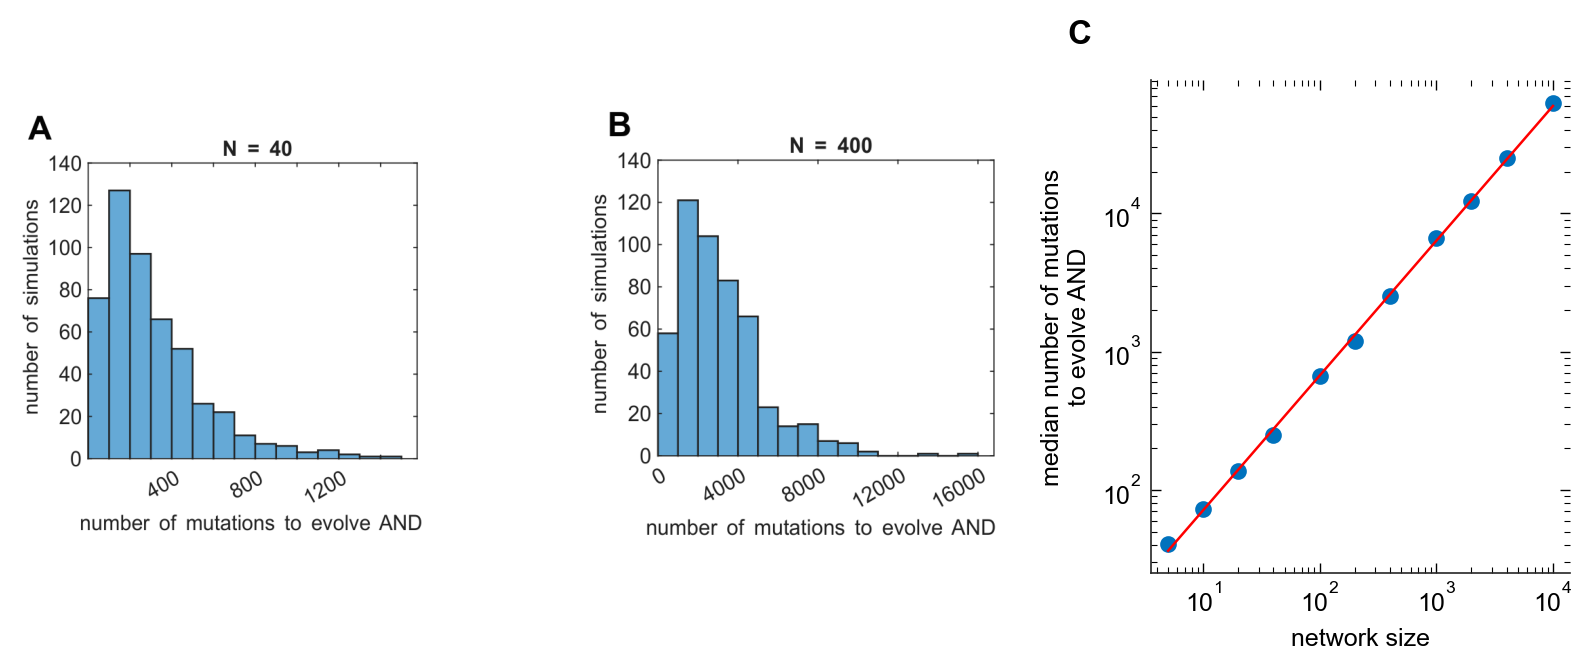 A
N = 40
140
120
100
80
60
40
20
0
number of simulations
400
800
1200
number of mutations to evolve AND
B
N = 400
140
120
100
80
60
40
20
0
number of simulations
0
4000
8000
12000
16000
number of mutations to evolve AND
C
10^4
10^3
10^2
median number of mutations
to evolve AND
10^1
10^2
10^3
10^4
network size